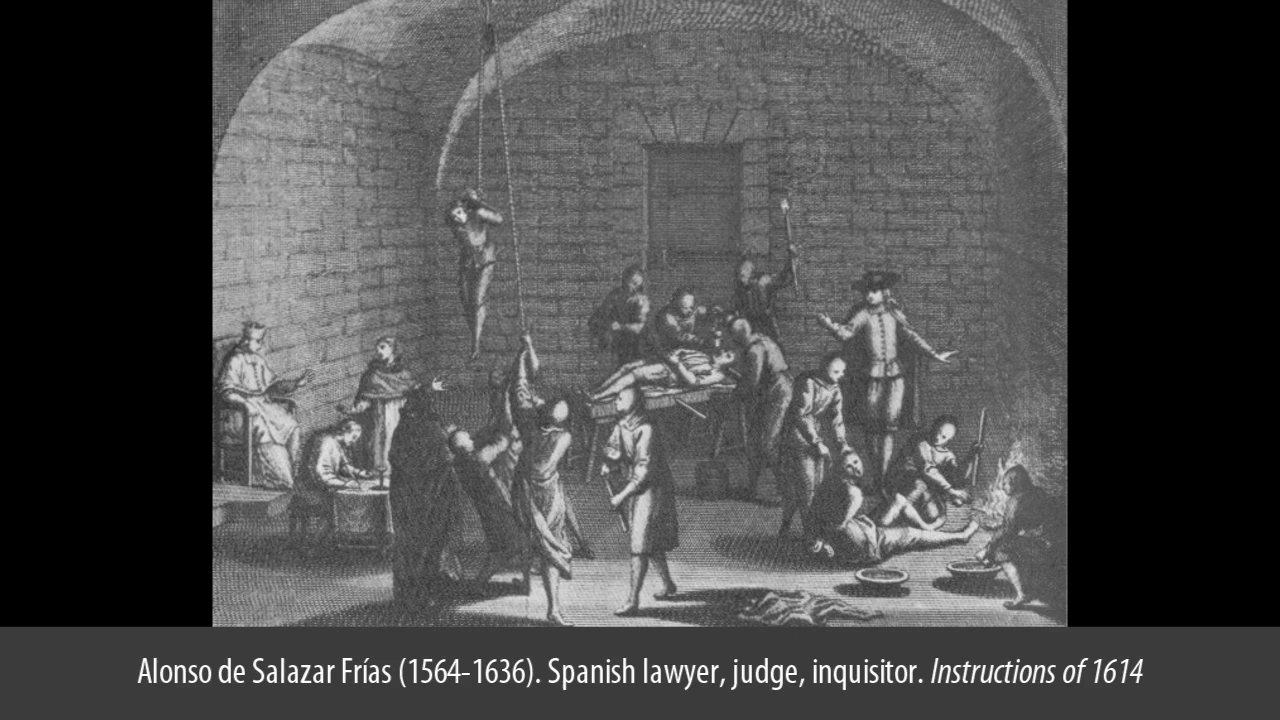 Alonso de Salazar Frías (1564-1636). Spanish lawyer, judge, inquisitor. Instructions of 1614